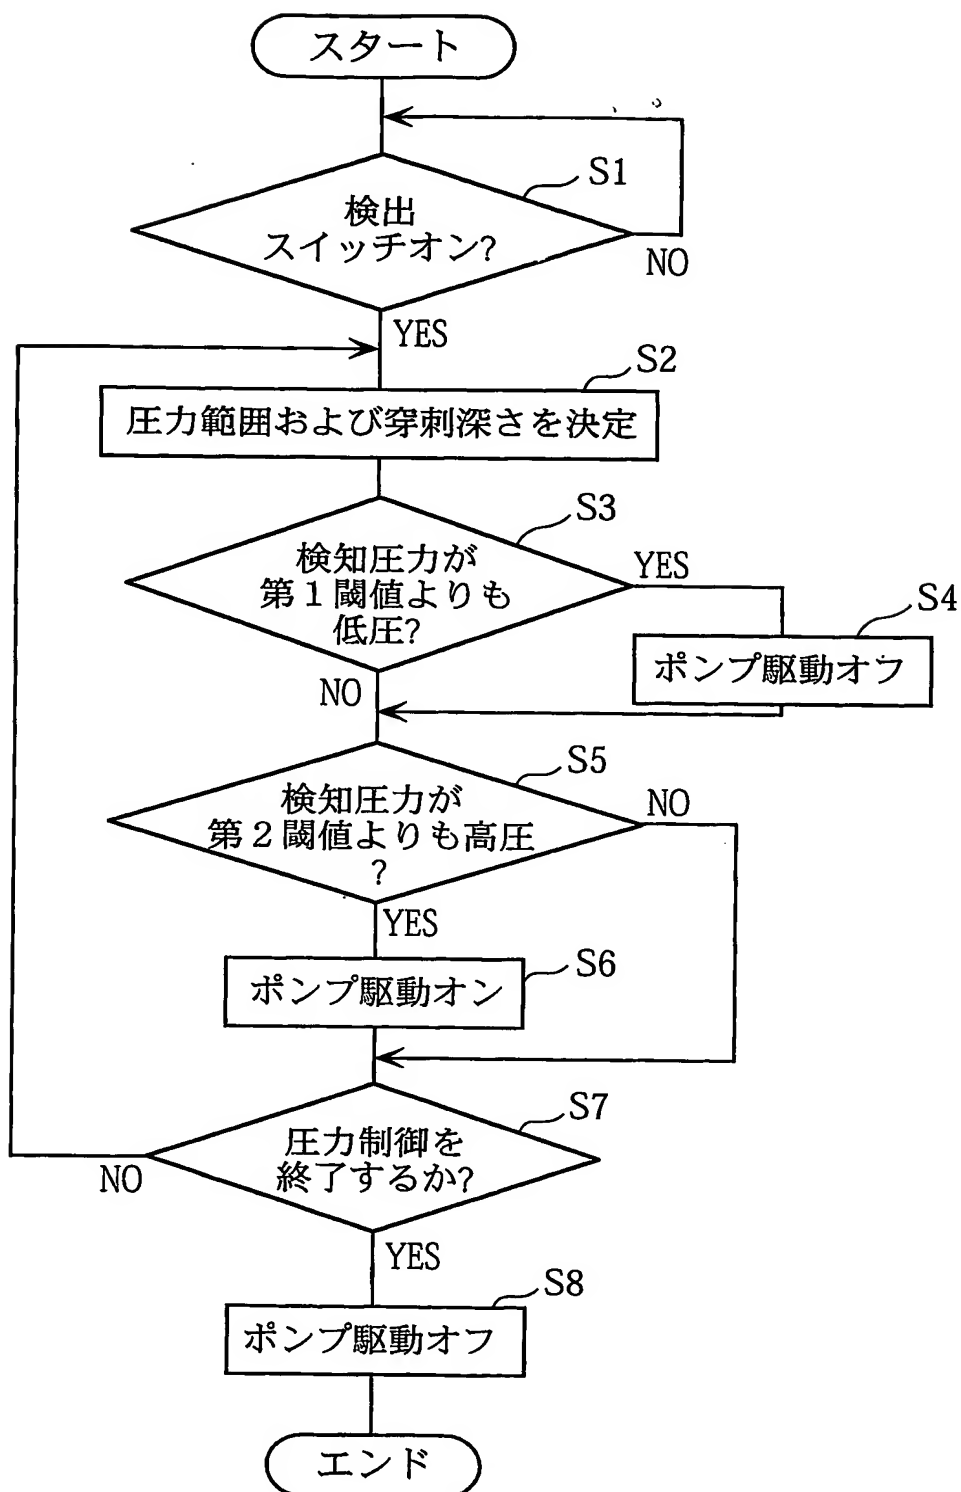 スタート
S1
検出
スイッチオン?
NO
YES
S2
圧力範囲および穿刺深さを決定
S3
検知圧力が
第1閾値よりも
低圧?
YES
S4
ポンプ駆動オフ
NO
S5
検知圧力が
第2閾値よりも高圧
?
NO
YES
S6
ポンプ駆動オン
S7
圧力制御を
終了するか?
NO
YES
S8
ポンプ駆動オフ
エンド